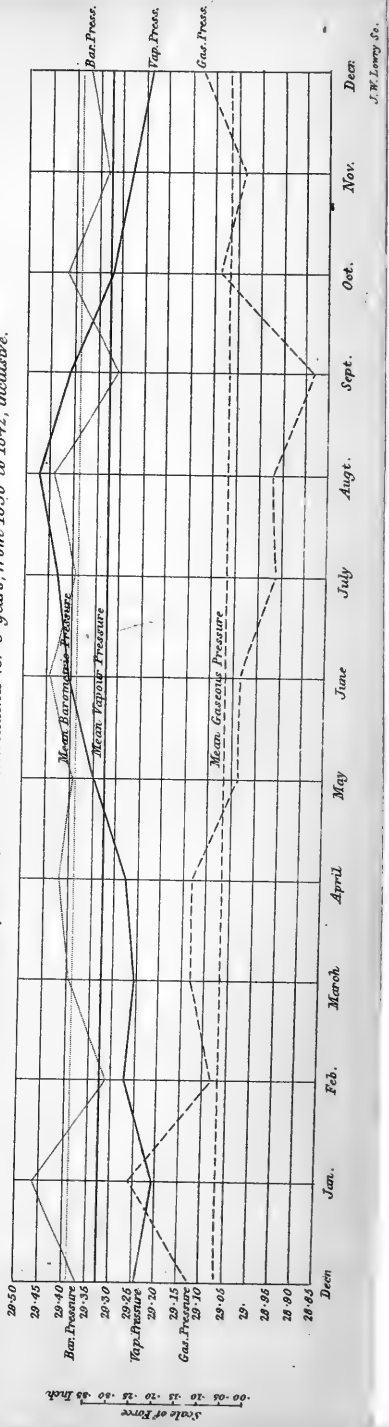 years, from to 1842, inclusive.
29·50
29·45
29·40
Bar. Pressure
29·35
29·30
29·25
Vap. Pressure
29·20
29·15
Gas. Pressure
29·10
29·00
28·95
28·90
28·85
Mean Barometric Pressure
Mean Vapour Pressure
Mean Gaseous Pressure
Bar. Press.
Vap. Press.
Gas. Press.
Decr. Jan. Feb. March April May June July Augt. Sept. Oct. Nov. Decr.
·00 ·05 ·10 ·15 ·20 ·25 ·30 ·35 Inch.
Scale of Force
J. W. Lowry Sc.